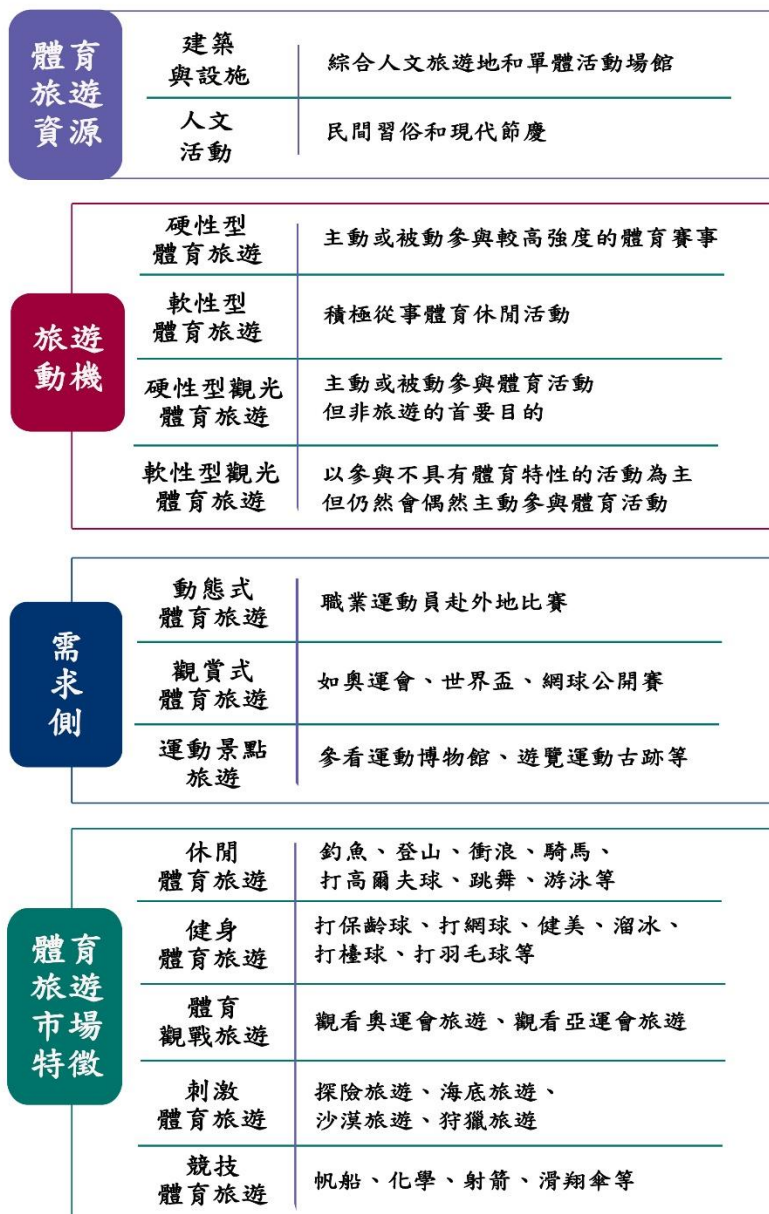 體育
旅遊
資源
建築
與設施
綜合人文旅遊地和單體活動場館
人文
活動
民間習俗和現代節慶
旅遊
動機
硬性型
體育旅遊
主動或被動參與較高強度的體育賽事
軟性型
體育旅遊
積極從事體育休閒活動
硬性型觀光
體育旅遊
主動或被動參與體育活動
但非旅遊的首要目的
軟性型觀光
體育旅遊
以參與不具有體育特性的活動為主
但仍然會偶然主動參與體育活動
需
求
側
動態式
體育旅遊
職業運動員赴外地比賽
觀賞式
體育旅遊
如奧運會、世界盃、網球公開賽
運動景點
旅遊
參看運動博物館、遊覽運動古跡等
體育
旅遊
市場
特徵
休閒
體育旅遊
釣魚、登山、衝浪、騎馬、
打高爾夫球、跳舞、游泳等
健身
體育旅遊
打保齡球、打網球、健美、溜冰、
打檯球、打羽毛球等
體育
觀戰旅遊
觀看奧運會旅遊、觀看亞運會旅遊
刺激
體育旅遊
探險旅遊、海底旅遊、
沙漠旅遊、狩獵旅遊
競技
體育旅遊
帆船、化學、射箭、滑翔傘等